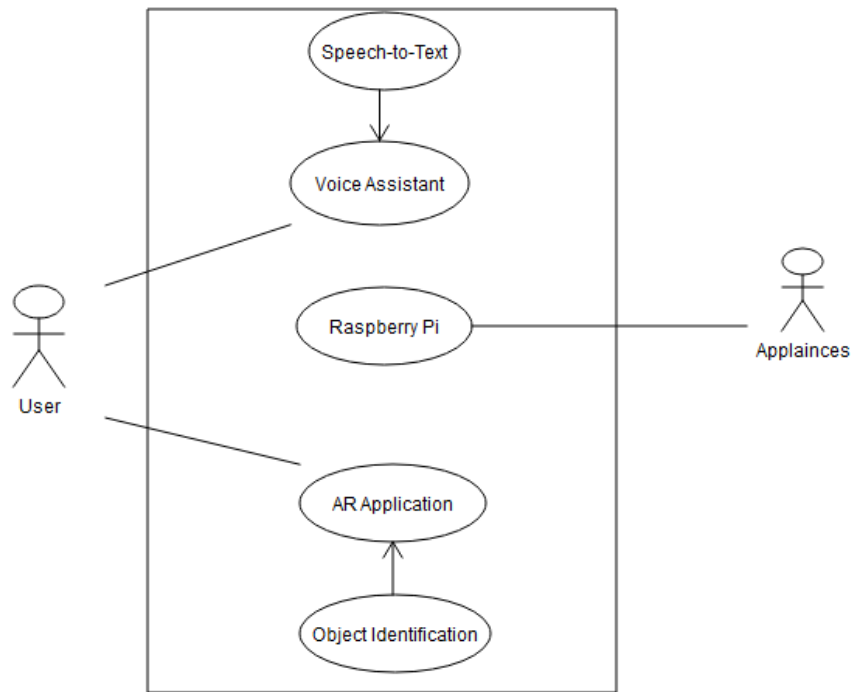 Speech-to-Text
Voice Assistant
Raspberry Pi
Applainces
User
AR Application
Object Identification